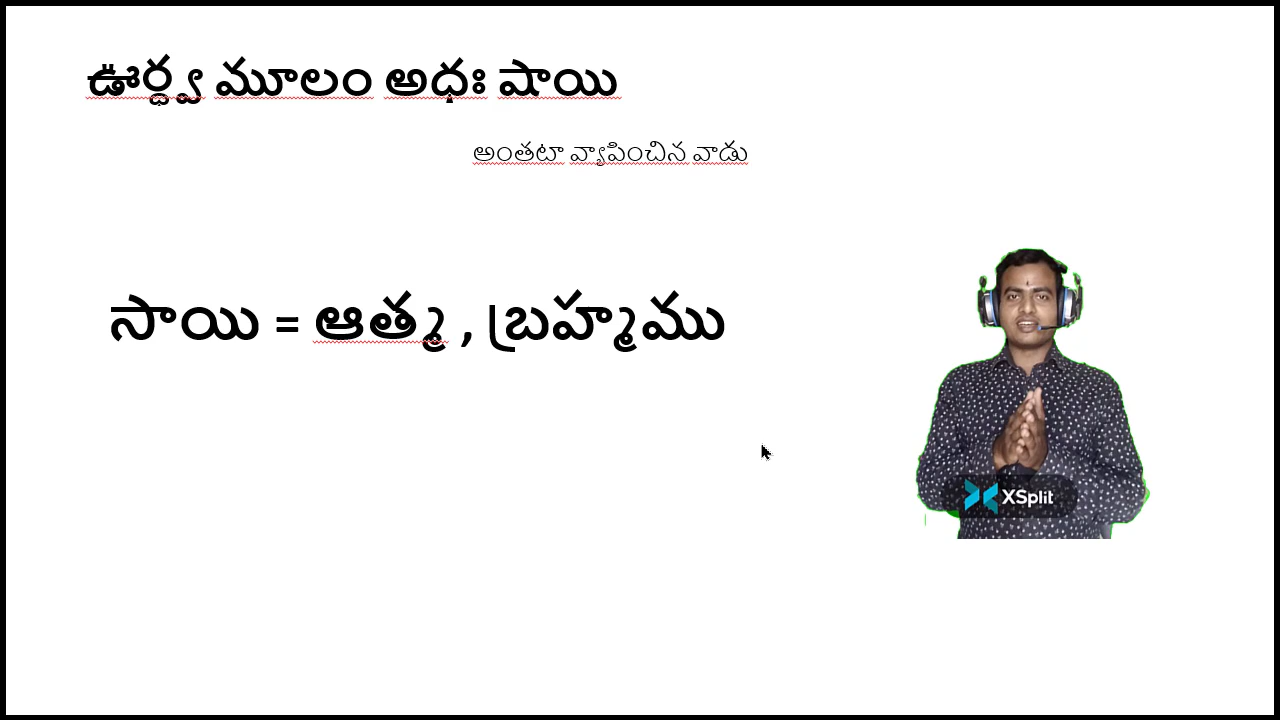 ఊర్ద్వ మూలం అధః షాయి
అంతటా వ్యాపించిన వాడు
సాయి = ఆత్మ , బ్రహ్మము
XSplit